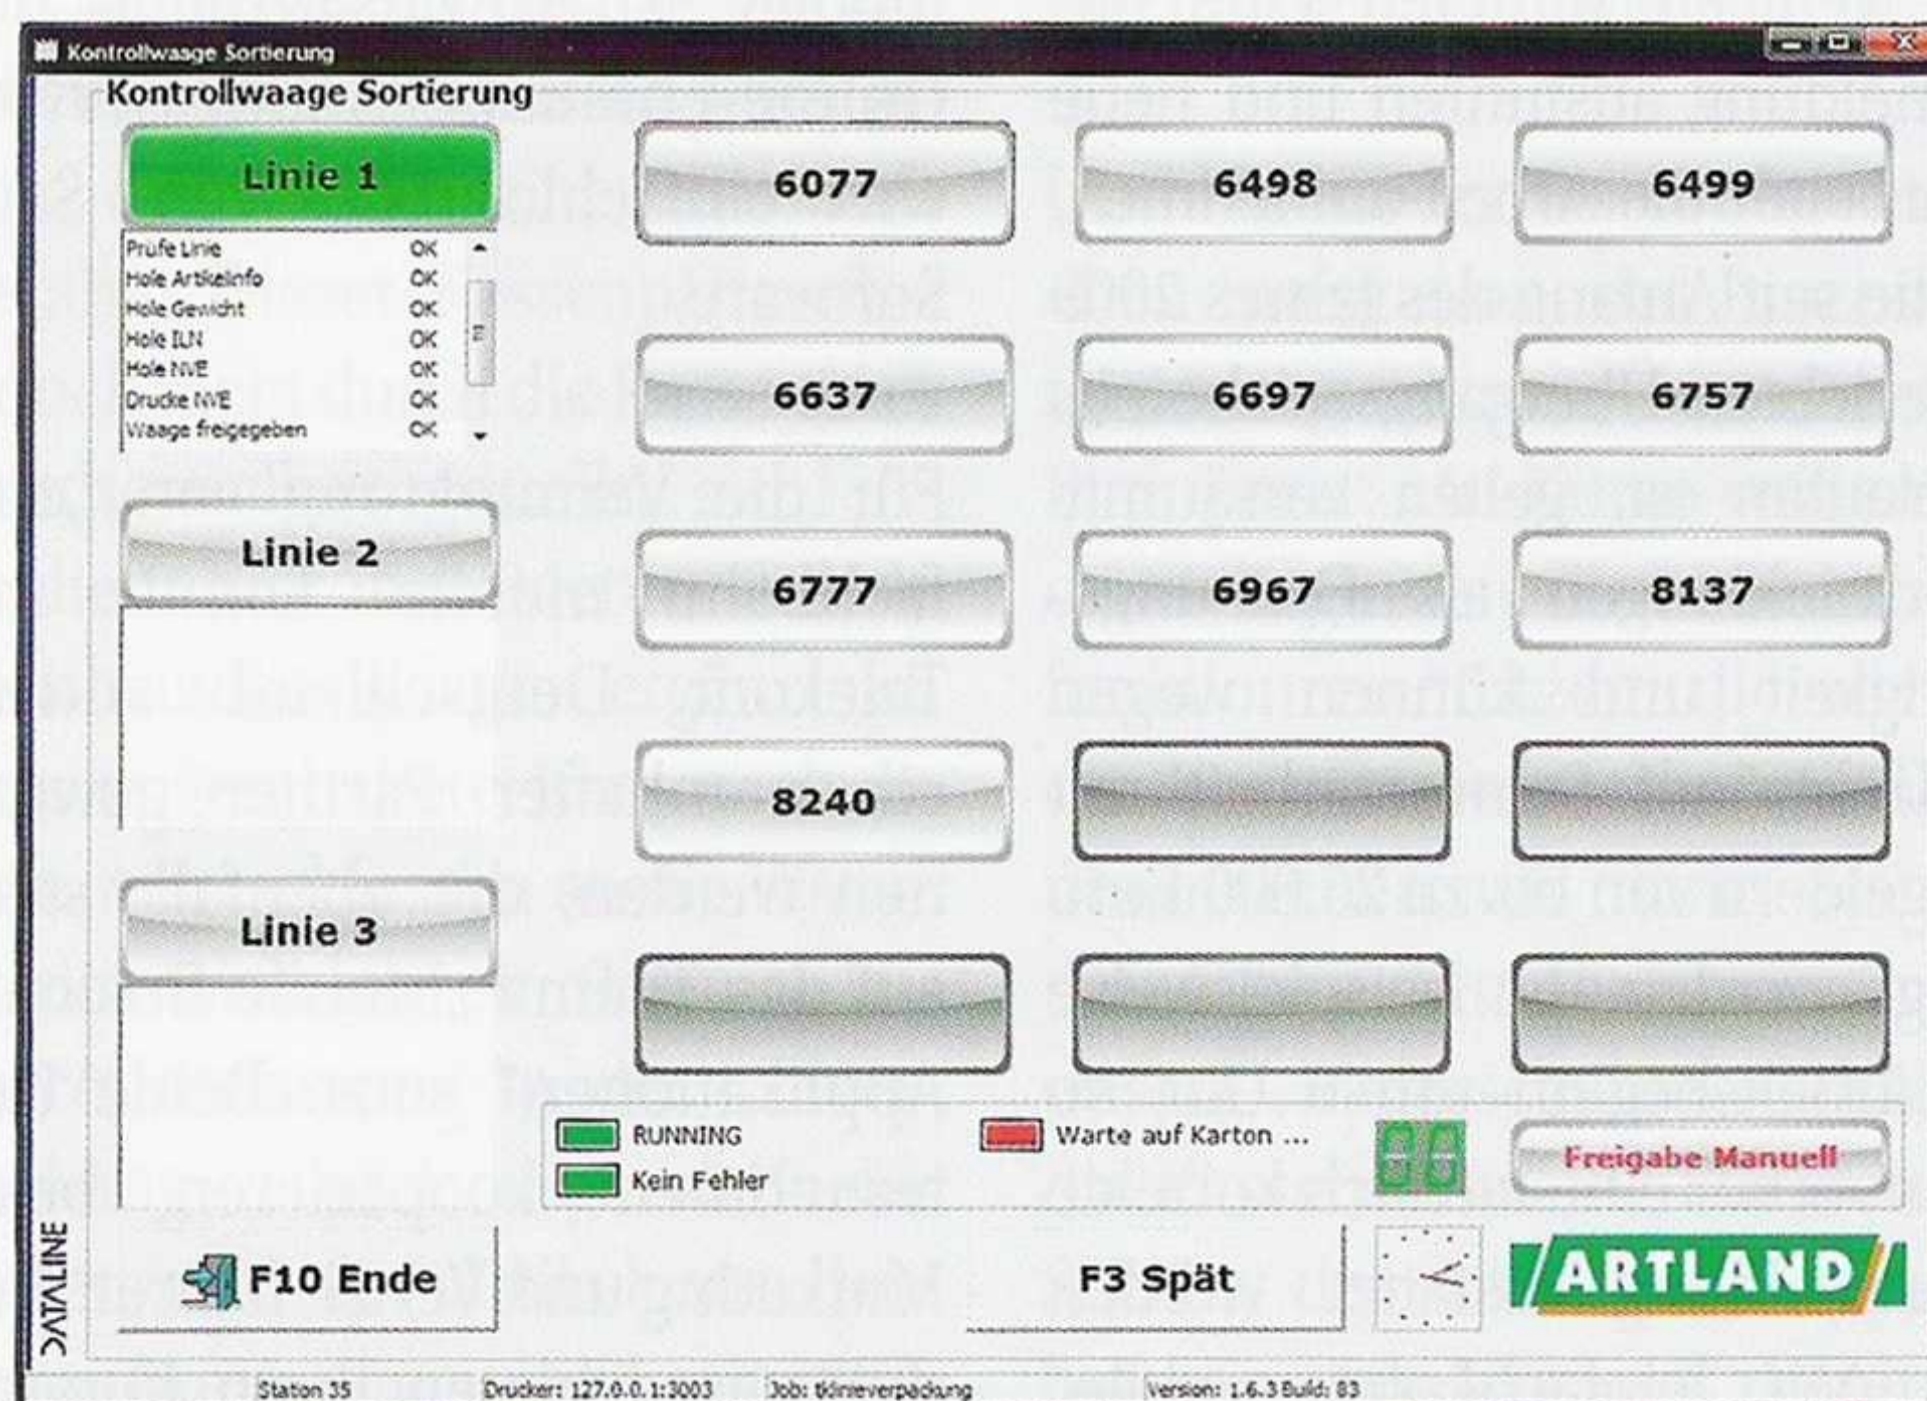 Kontrollwaage Sortierung
Kontrollwaage Sortierung
Linie 1
Prüfe Linie OK
Hole Artikelinfo OK
Hole Gewicht OK
Hole ILN OK
Hole NVE OK
Drucke NVE OK
Waage freigegeben OK
Linie 2
Linie 3
6077 6498 6499
6637 6697 6757
6777 6967 8137
8240
RUNNING
Kein Fehler
Warte auf Karton ...
Freigabe Manuell
DATALINE
F10 Ende
F3 Spät
ARTLAND
Station 35 Drucker: 127.0.0.1:3003 Job: Version: 1.6.3 Build: 83